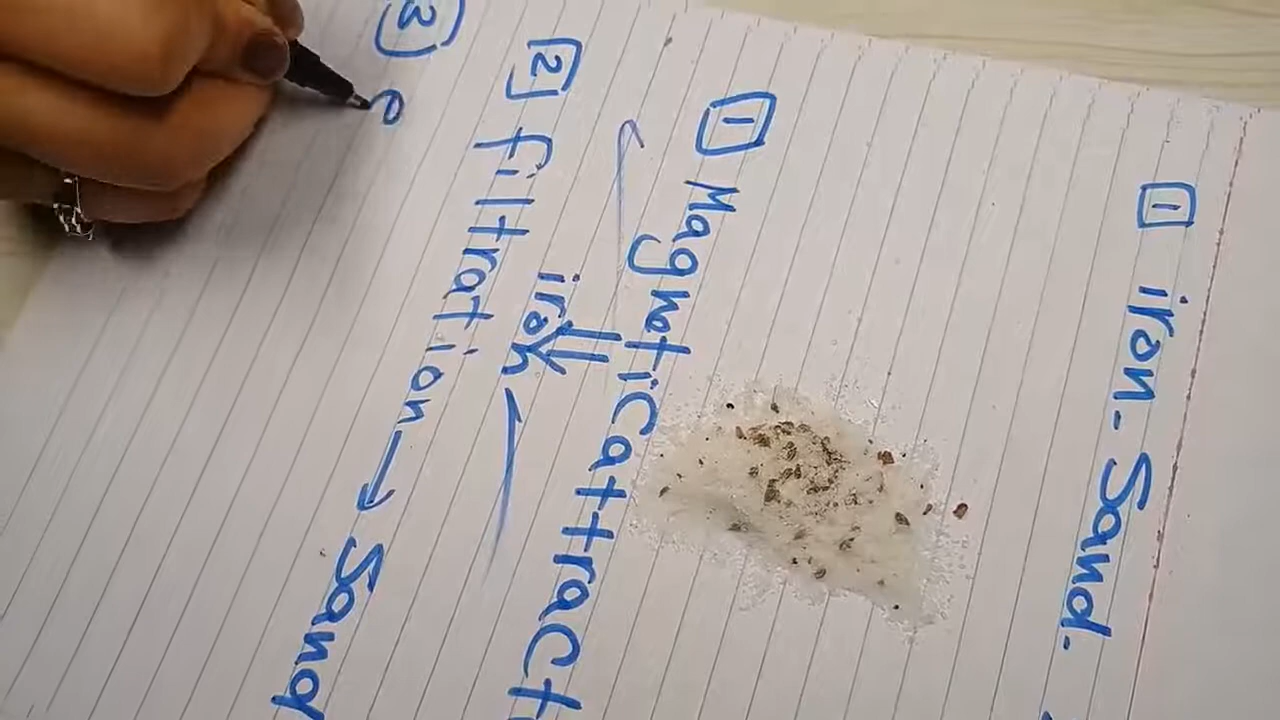 1 iron - Sand.
1 Magnetic attract
iron
2 filtration → Sand
3 e